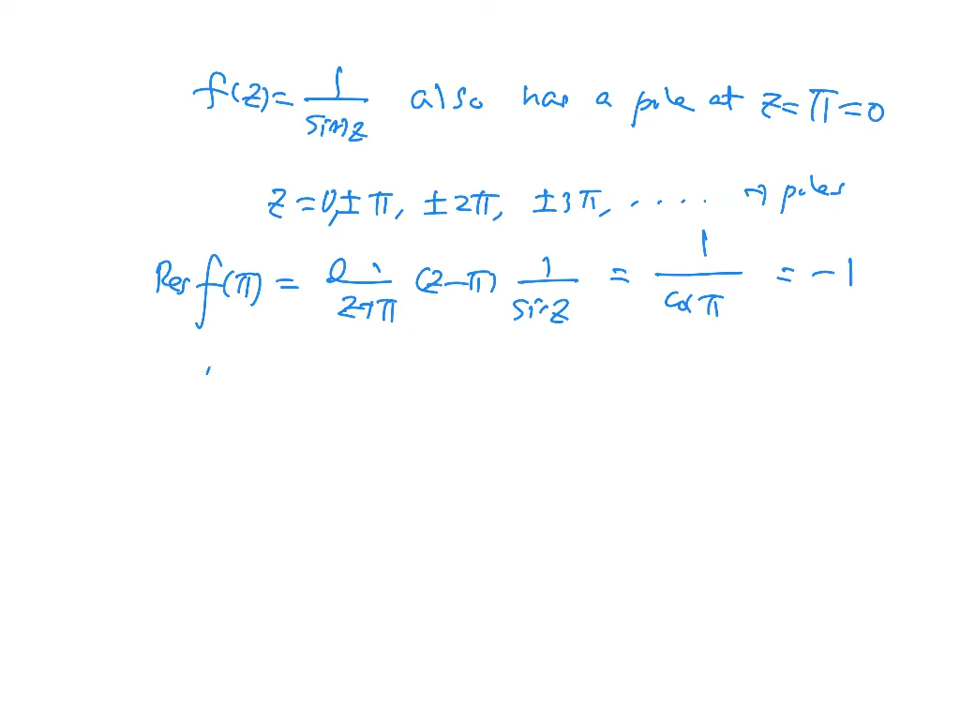 f(z) = 1/sin z also has a pole at z = π = 0
z = 0, ± π, ± 2π, ± 3π, . . . . → poles
Res f(π) = lim z→π (z-π) 1/sin z = 1/cos π = -1